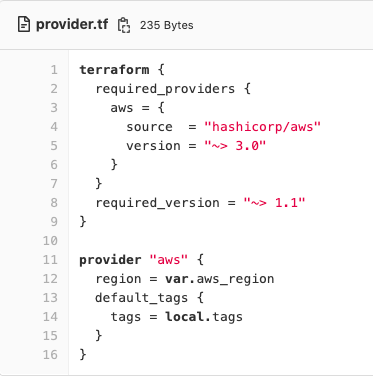 provider.tf 235 Bytes
1 terraform {
2   required_providers {
3     aws = {
4       source  = "hashicorp/aws"
5       version = "~> 3.0"
6     }
7   }
8   required_version = "~> 1.1"
9 }
10
11 provider "aws" {
12   region = var.aws_region
13   default_tags {
14     tags = local.tags
15   }
16 }